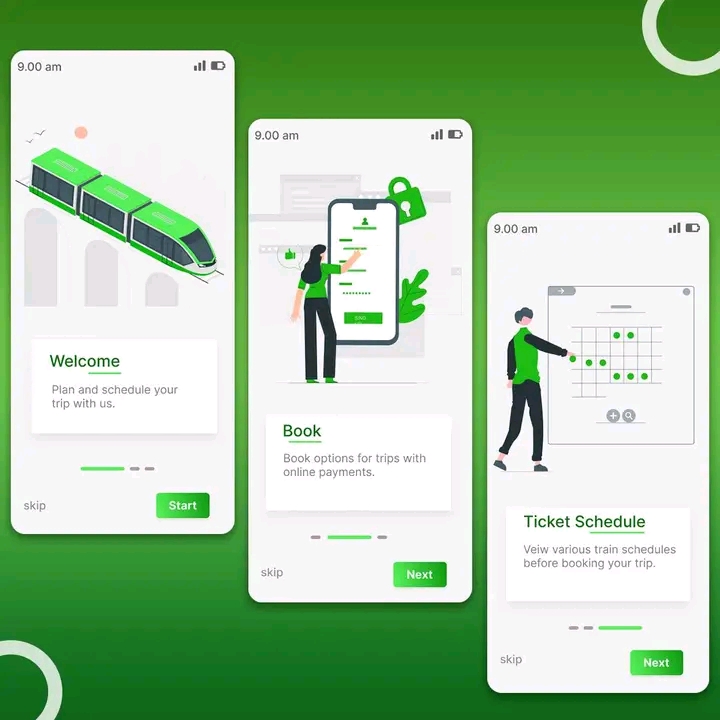 9.00 am
Welcome
Plan and schedule your
trip with us.
skip
Start
9.00 am
Book
Book options for trips with
online payments.
skip
Next
9.00 am
Ticket Schedule
Veiw various train schedules
before booking your trip.
skip
Next